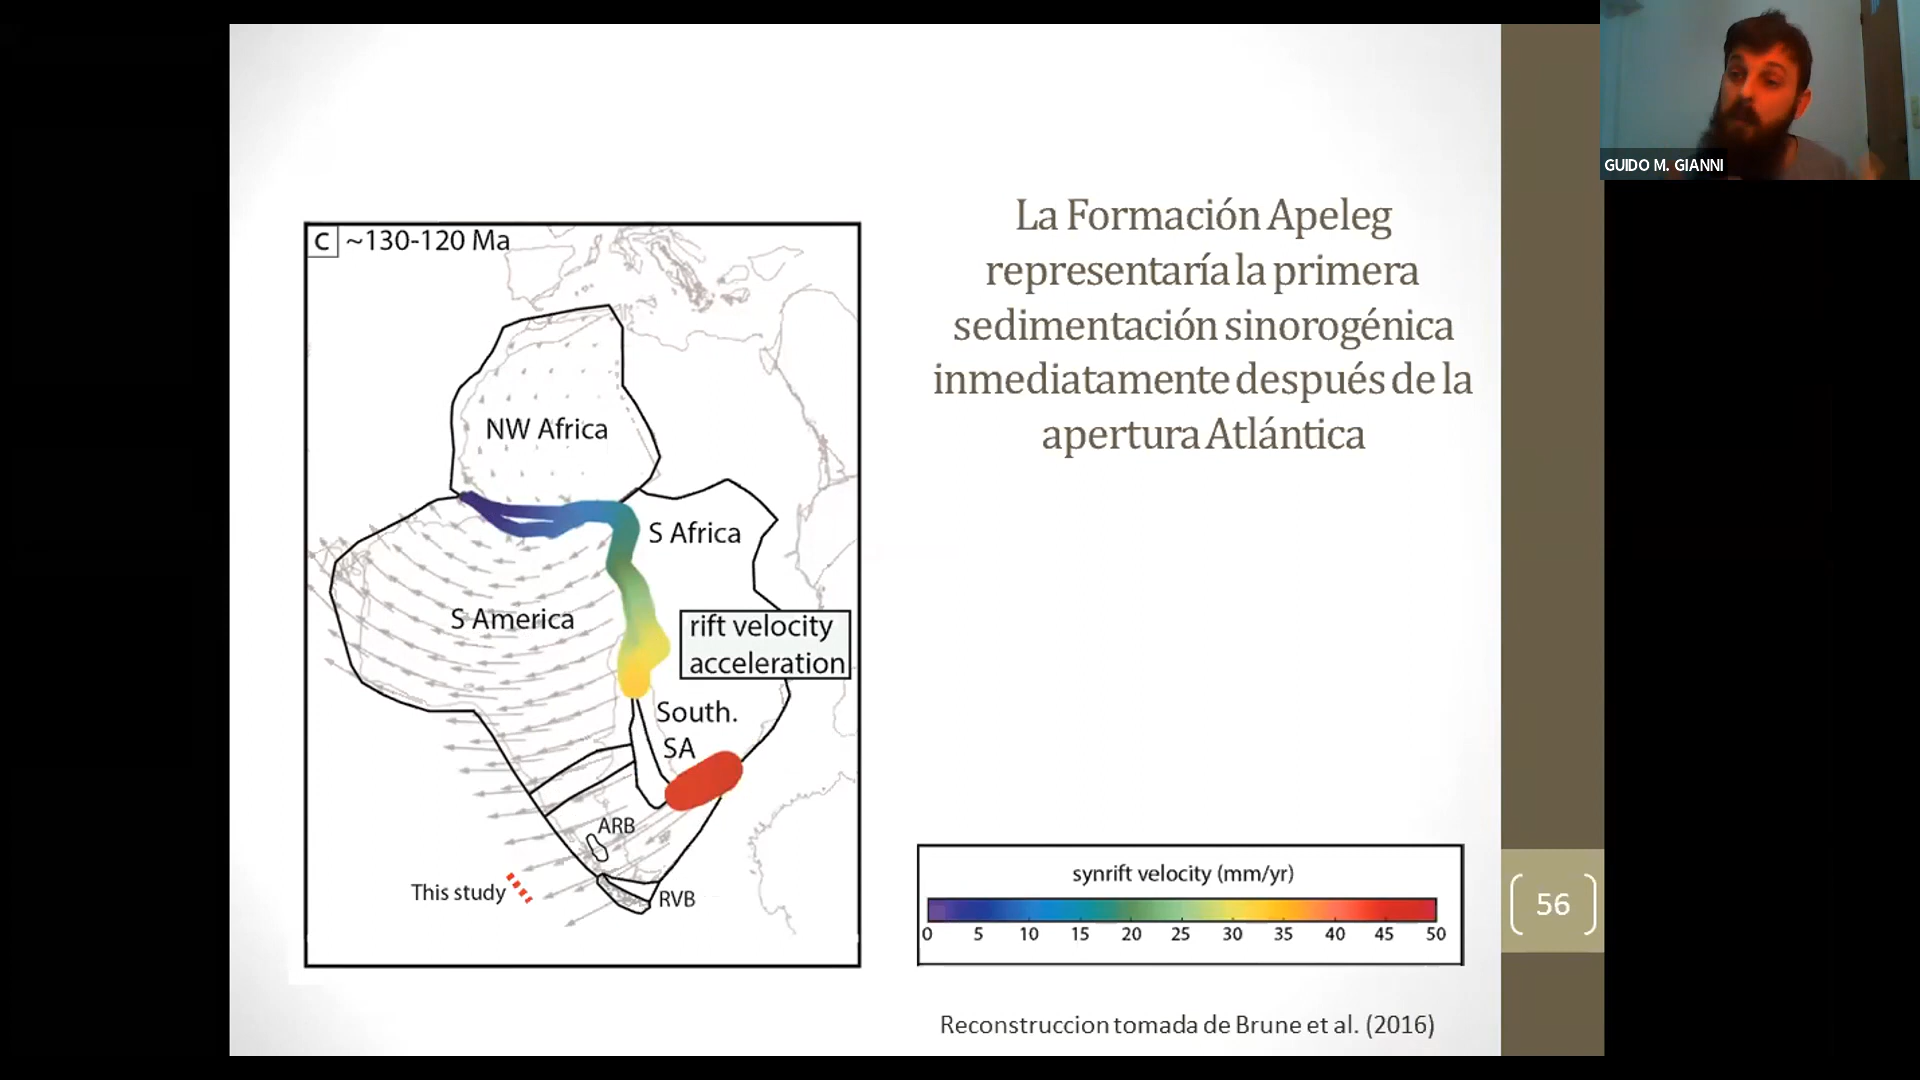 GUIDO M. GIANNI
La Formación Apeleg
representaría la primera
sedimentación sinorogénica
inmediatamente después de la
apertura Atlántica
C ~130-120 Ma
NW Africa
S Africa
S America
rift velocity
acceleration
South.
SA
ARB
This study
RVB
synrift velocity (mm/yr)
0 5 10 15 20 25 30 35 40 45 50
56
Reconstruccion tomada de Brune et al. (2016)